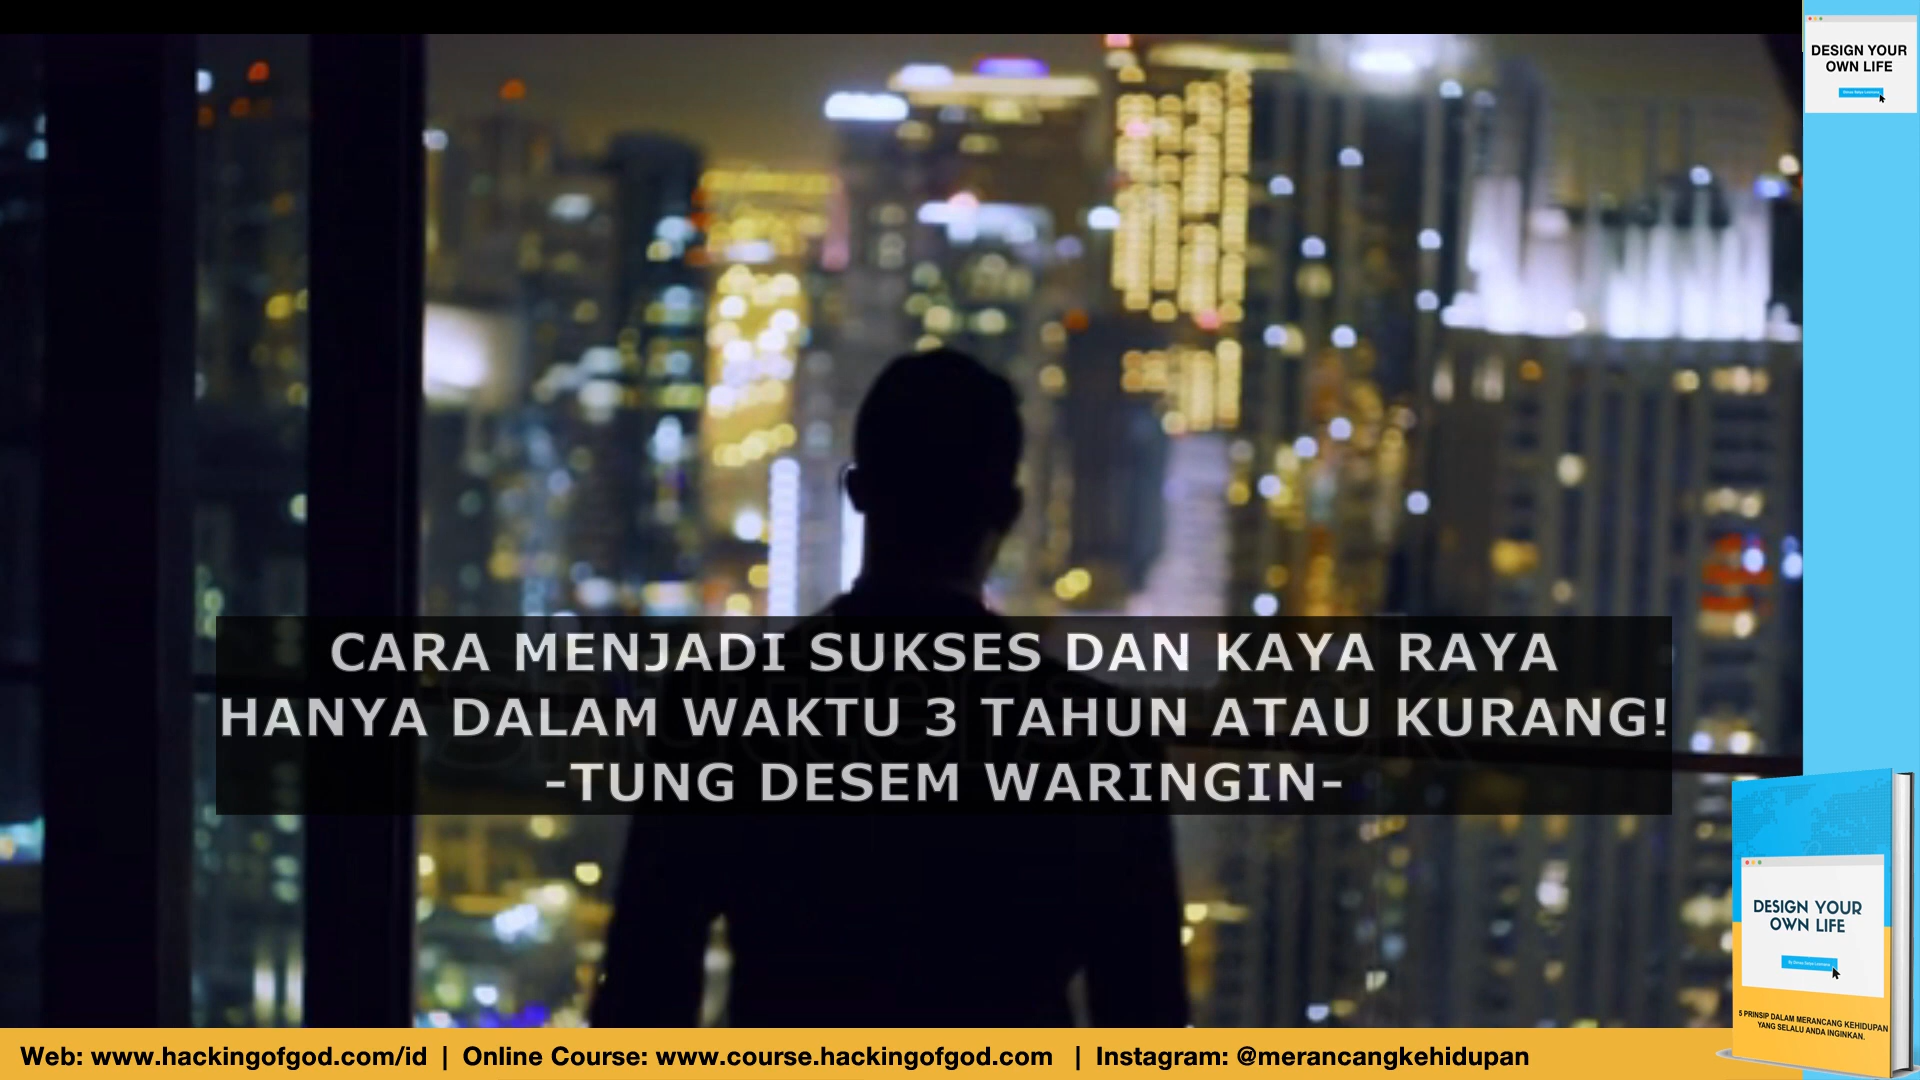 DESIGN YOUR
OWN LIFE
CARA MENJADI SUKSES DAN KAYA RAYA
HANYA DALAM WAKTU 3 TAHUN ATAU KURANG!
-TUNG DESEM WARINGIN-
shutterstock
DESIGN YOUR
OWN LIFE
5 PRINSIP DALAM MERANCANG KEHIDUPAN
YANG SELALU ANDA INGINKAN.
Web: www.hackingofgod.com/id | Online Course: www.course.hackingofgod.com | Instagram: @merancangkehidupan